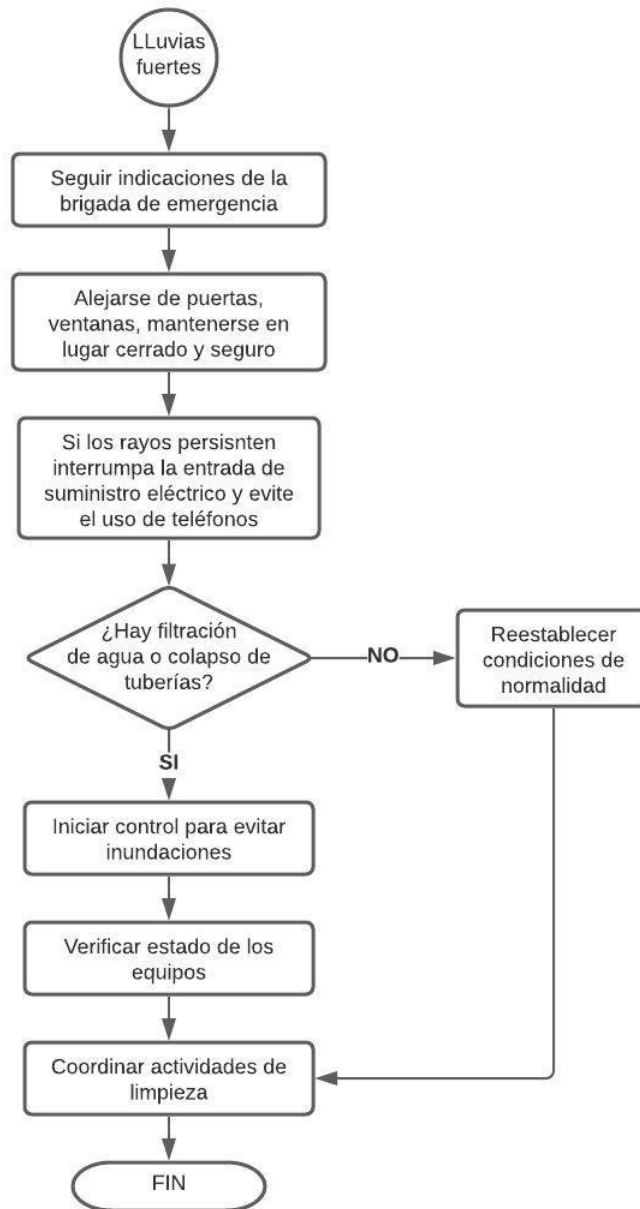 LLuvias
fuertes
Seguir indicaciones de la
brigada de emergencia
Alejarse de puertas,
ventanas, mantenerse en
lugar cerrado y seguro
Si los rayos persisnten
interrumpa la entrada de
suministro eléctrico y evite
el uso de teléfonos
¿Hay filtración
de agua o colapso de
tuberías?
NO
Reestablecer
condiciones de
normalidad
SI
Iniciar control para evitar
inundaciones
Verificar estado de los
equipos
Coordinar actividades de
limpieza
FIN